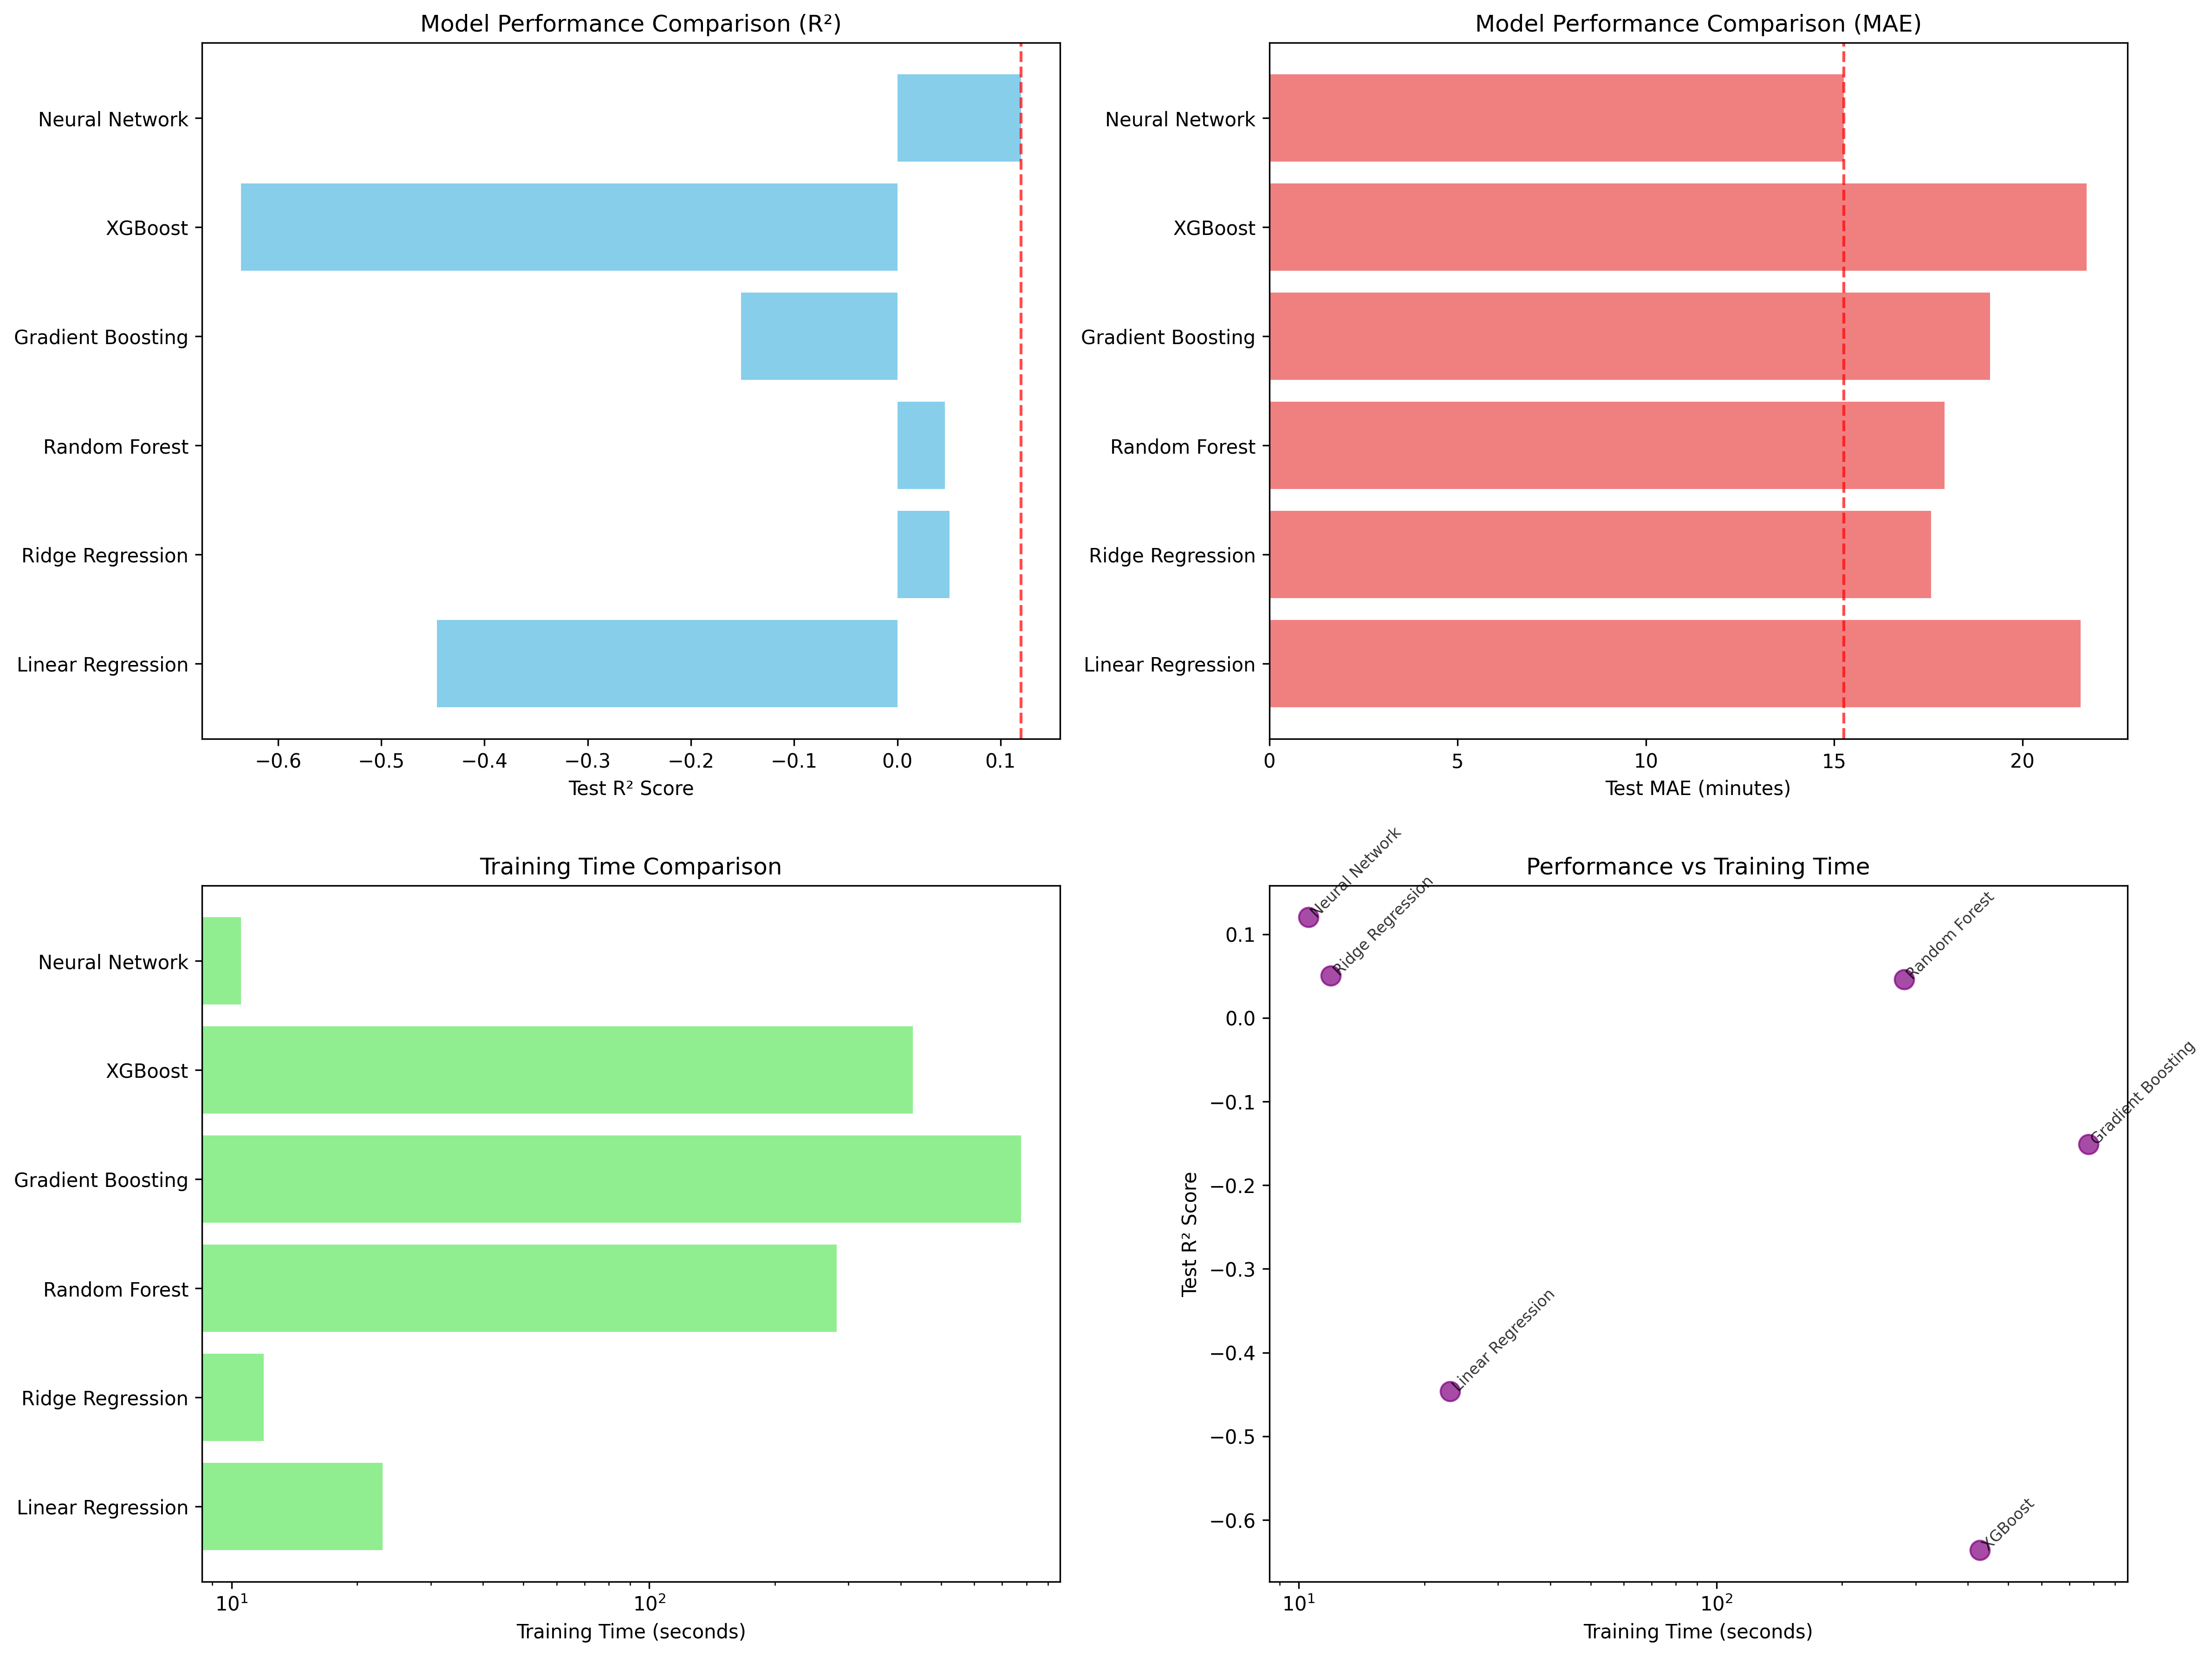 Model Performance Comparison (R²)
Neural Network
XGBoost
Gradient Boosting
Random Forest
Ridge Regression
Linear Regression
−0.6 −0.5 −0.4 −0.3 −0.2 −0.1 0.0 0.1
Test R² Score
Model Performance Comparison (MAE)
Neural Network
XGBoost
Gradient Boosting
Random Forest
Ridge Regression
Linear Regression
0 5 10 15 20
Test MAE (minutes)
Training Time Comparison
Neural Network
XGBoost
Gradient Boosting
Random Forest
Ridge Regression
Linear Regression
10¹ 10²
Training Time (seconds)
Performance vs Training Time
Neural Network
Ridge Regression
Random Forest
Gradient Boosting
Linear Regression
XGBoost
0.1
0.0
−0.1
−0.2
−0.3
−0.4
−0.5
−0.6
Test R² Score
10¹ 10²
Training Time (seconds)